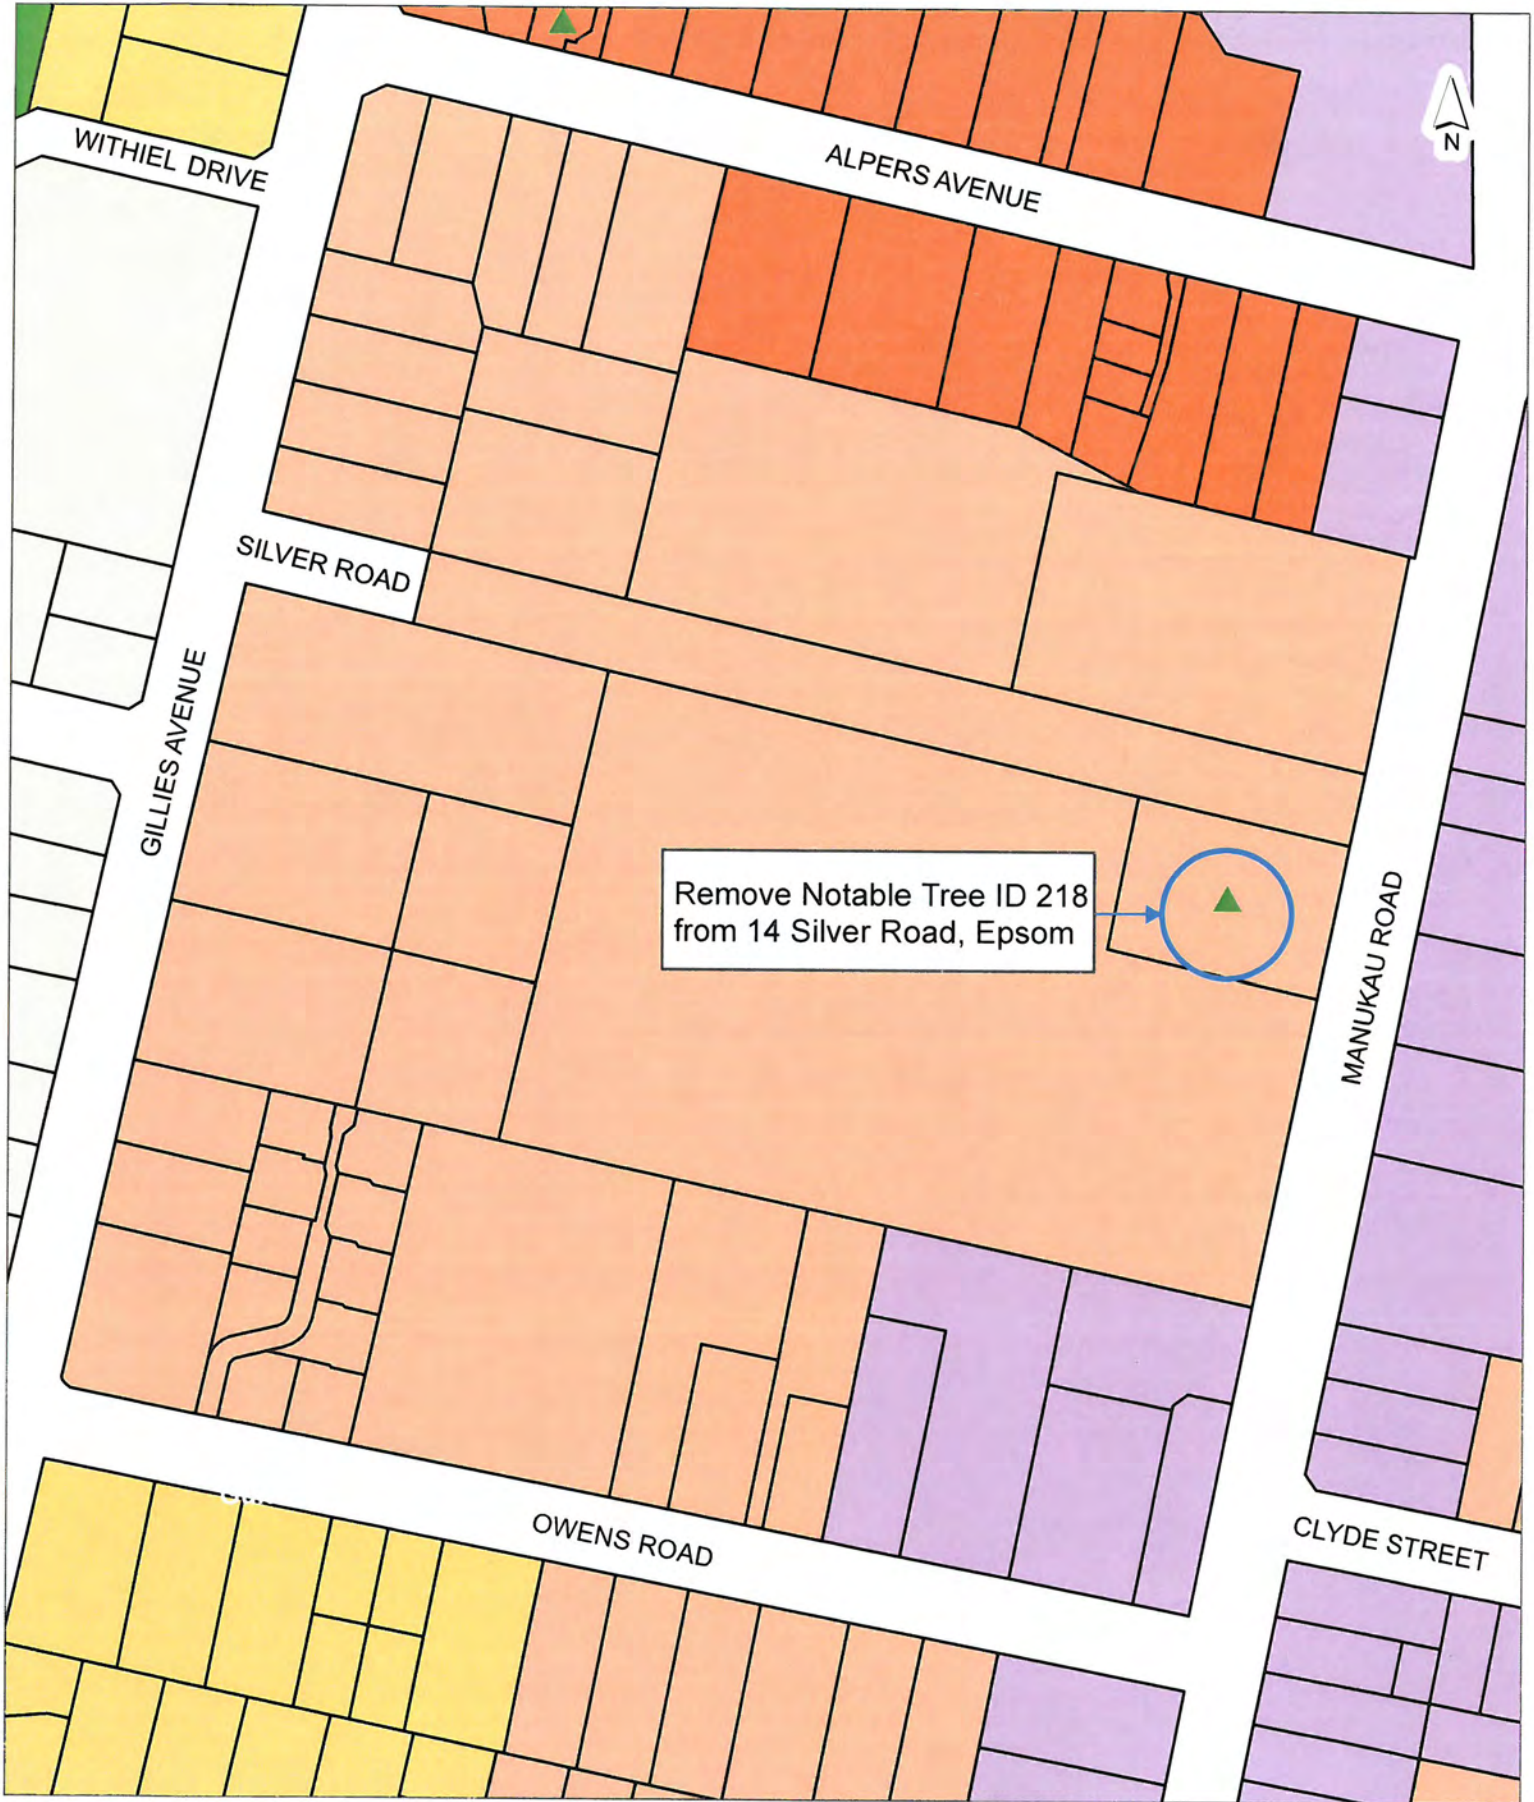 WITHIEL DRIVE
ALPERS AVENUE
N
SILVER ROAD
GILLIES AVENUE
Remove Notable Tree ID 218
from 14 Silver Road, Epsom
MANUKAU ROAD
OWENS ROAD
CLYDE STREET